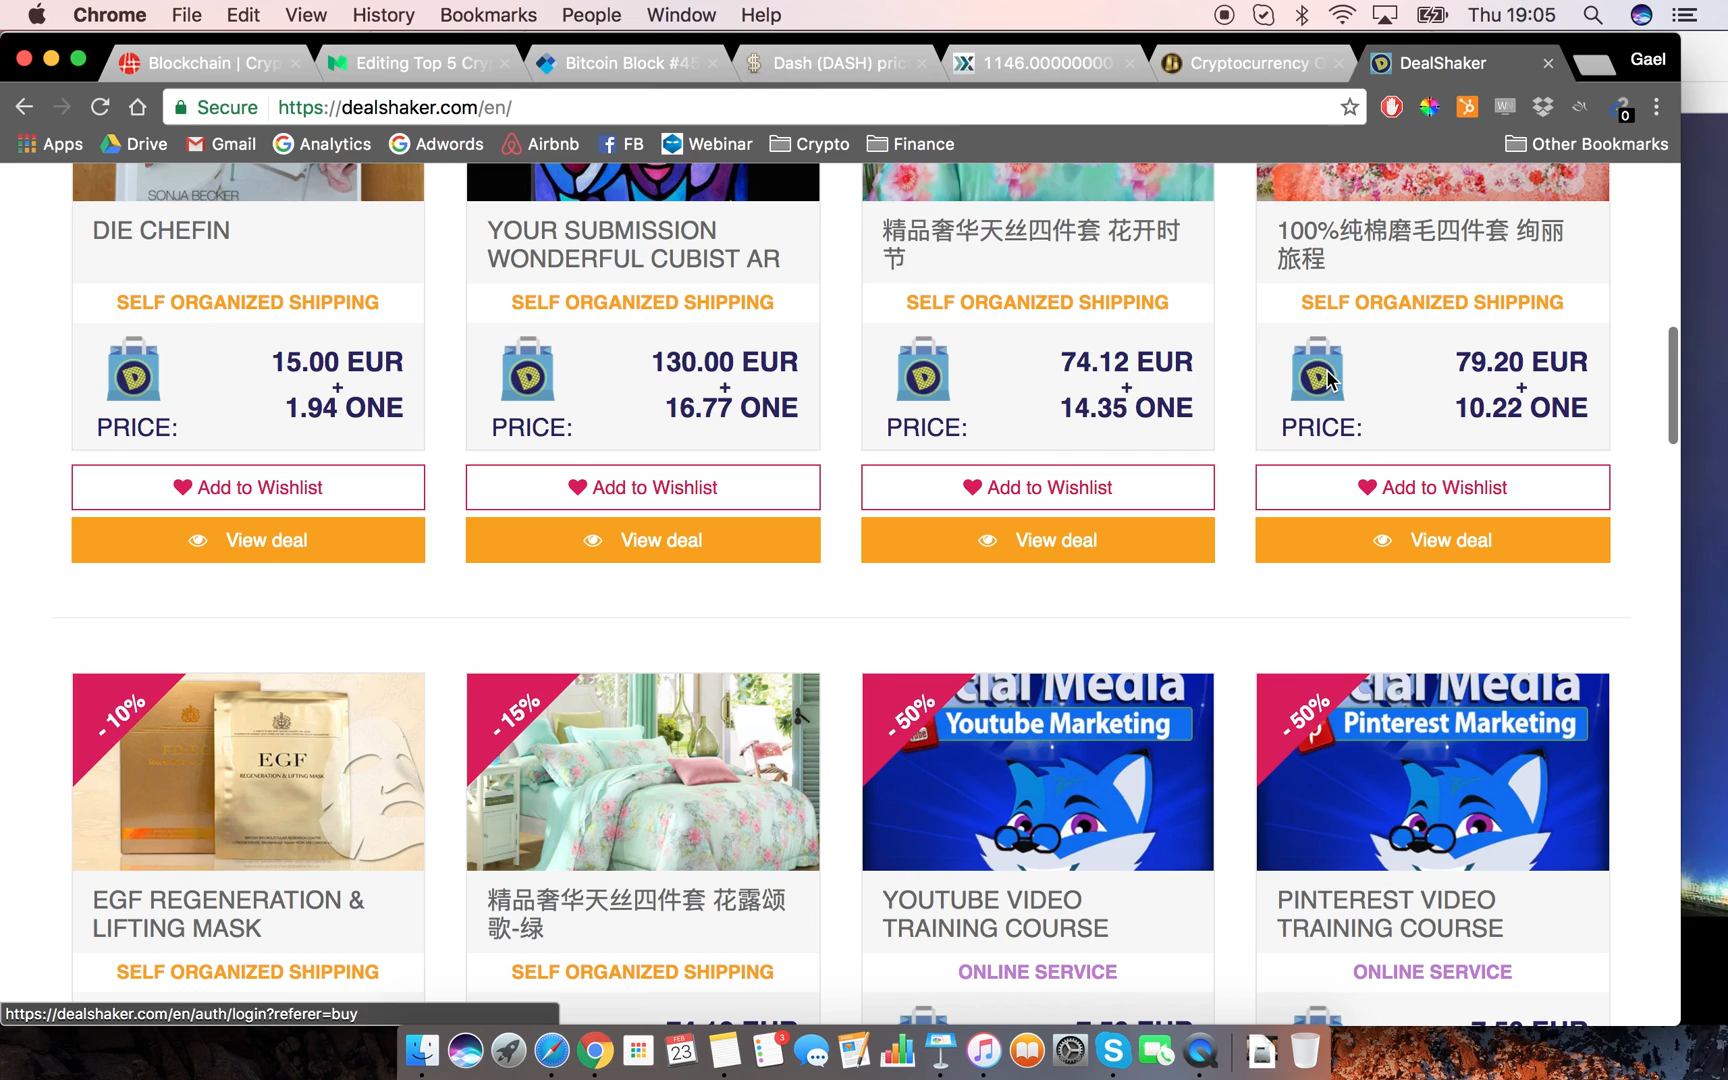 Chrome File Edit View History Bookmarks People Window Help Thu 19:05
Blockchain | Cryp Editing Top 5 Cry Bitcoin Block #45 Dash (DASH) pric 1146.00000000 Cryptocurrency DealShaker Gael
Secure https://dealshaker.com/en/
Apps Drive Gmail Analytics Adwords Airbnb FB Webinar Crypto Finance Other Bookmarks
SONJA BECKER
DIE CHEFIN
YOUR SUBMISSION
WONDERFUL CUBIST AR
精品奢华天丝四件套 花开时
节
100%纯棉磨毛四件套 绚丽
旅程
SELF ORGANIZED SHIPPING
SELF ORGANIZED SHIPPING
SELF ORGANIZED SHIPPING
SELF ORGANIZED SHIPPING
15.00 EUR
+
1.94 ONE
PRICE:
130.00 EUR
+
16.77 ONE
PRICE:
74.12 EUR
+
14.35 ONE
PRICE:
79.20 EUR
+
10.22 ONE
PRICE:
Add to Wishlist
Add to Wishlist
Add to Wishlist
Add to Wishlist
View deal
View deal
View deal
View deal
- 10%
EGF
REGENERATION & LIFTING MASK
- 15%
- 50%
cial Media
Youtube Marketing
- 50%
cial Media
Pinterest Marketing
EGF REGENERATION &
LIFTING MASK
精品奢华天丝四件套 花露颂
歌-绿
YOUTUBE VIDEO
TRAINING COURSE
PINTEREST VIDEO
TRAINING COURSE
SELF ORGANIZED SHIPPING
SELF ORGANIZED SHIPPING
ONLINE SERVICE
ONLINE SERVICE
https://dealshaker.com/en/auth/login?referer=buy
FEB
23
3